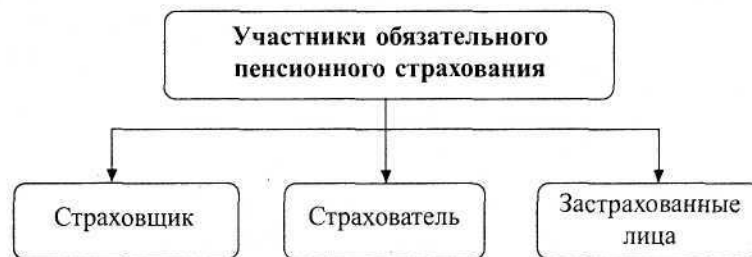 Участники обязательного
пенсионного страхования
Страховщик
Страхователь
Застрахованные
лица